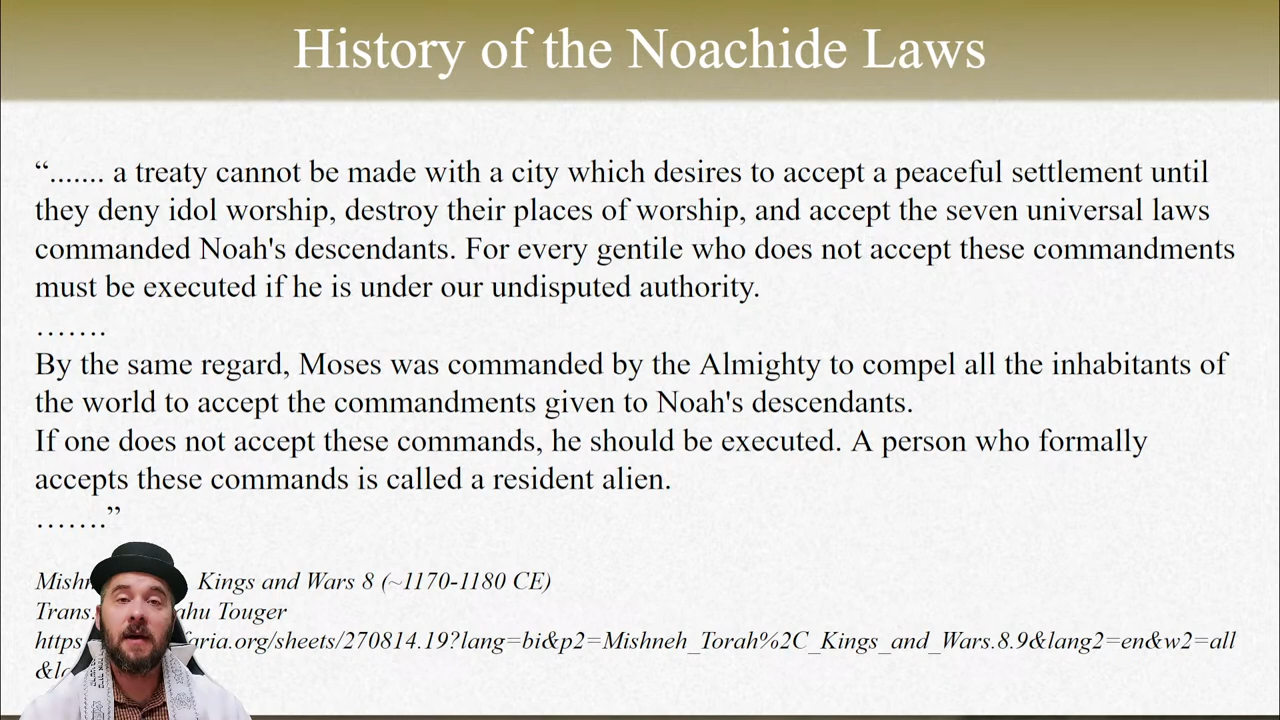 History of the Noachide Laws
“....... a treaty cannot be made with a city which desires to accept a peaceful settlement until
they deny idol worship, destroy their places of worship, and accept the seven universal laws
commanded Noah's descendants. For every gentile who does not accept these commandments
must be executed if he is under our undisputed authority.
…….
By the same regard, Moses was commanded by the Almighty to compel all the inhabitants of
the world to accept the commandments given to Noah's descendants.
If one does not accept these commands, he should be executed. A person who formally
accepts these commands is called a resident alien.
…….”
Kings and Wars 8 (~1170-1180 CE)
Trans. Touger
.org/sheets/270814.19?lang=bi&p2=Mishneh_Torah%2C_Kings_and_Wars.8.9&lang2=en&w2=all